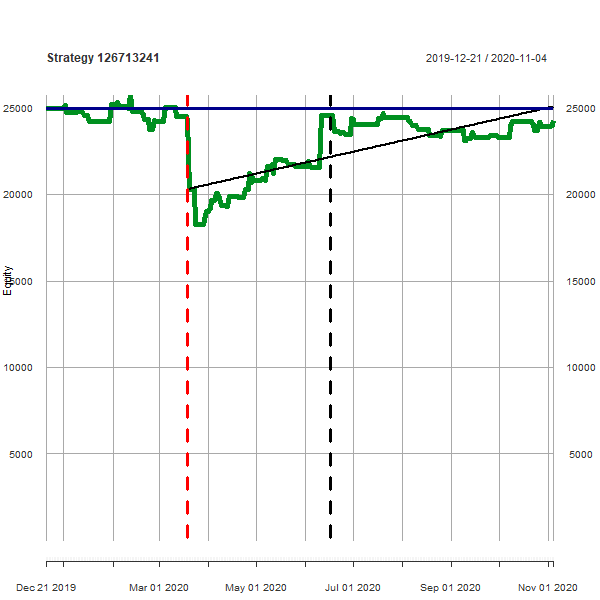 Strategy 126713241
2019-12-21 / 2020-11-04
25000
25000
20000
20000
Equity
15000
15000
10000
10000
5000
5000
Dec 21 2019
Mar 01 2020
May 01 2020
Jul 01 2020
Sep 01 2020
Nov 01 2020